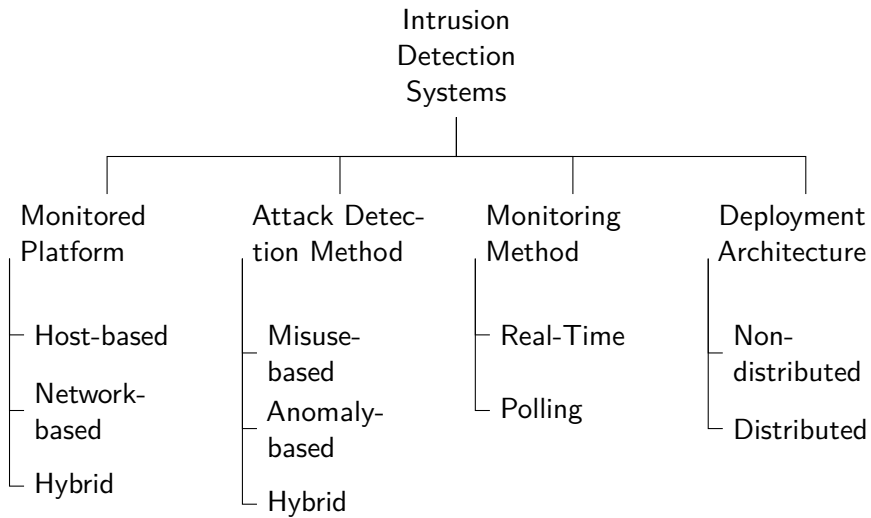 Intrusion
Detection
Systems
Monitored
Platform
Host-based
Network-
based
Hybrid
Attack Detec-
tion Method
Misuse-
based
Anomaly-
based
Hybrid
Monitoring
Method
Real-Time
Polling
Deployment
Architecture
Non-
distributed
Distributed